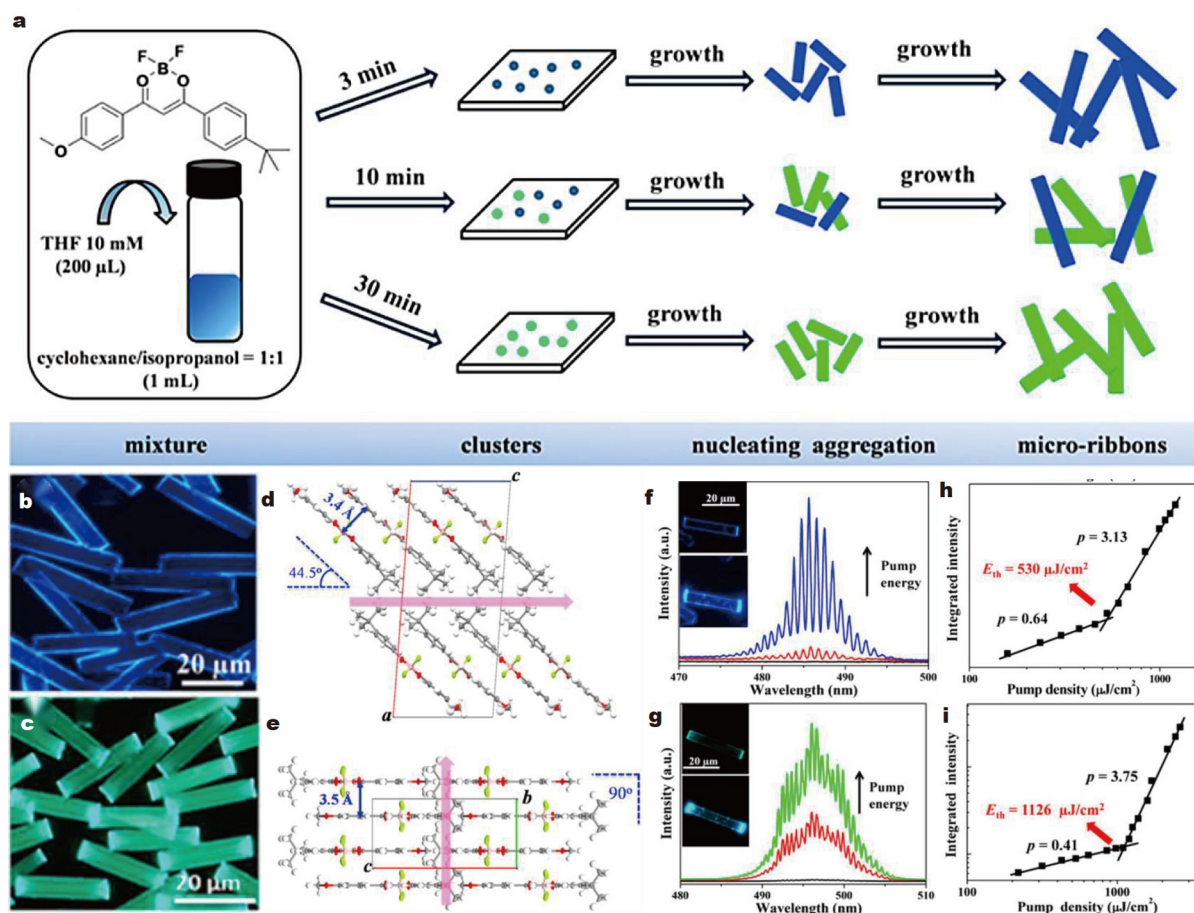 a
F
F
B
O
O
O
THF 10 mM
(200 µL)
cyclohexane/isopropanol = 1:1
(1 mL)
3 min
growth
growth
10 min
growth
growth
30 min
growth
growth
mixture
clusters
nucleating aggregation
micro-ribbons
b
20 µm
c
20 µm
d
3.4 Å
44.5°
c
a
e
3.5 Å
b
c
90°
f
20 µm
Pump
energy
Intensity (a.u.)
470
480
490
500
Wavelength (nm)
g
20 µm
Pump
energy
Intensity (a.u.)
480
490
500
510
Wavelength (nm)
h
p = 3.13
Eth = 530 µJ/cm²
p = 0.64
Integrated intensity
100
1000
Pump density (µJ/cm²)
i
p = 3.75
Eth = 1126 µJ/cm²
p = 0.41
Integrated intensity
100
1000
Pump density (µJ/cm²)